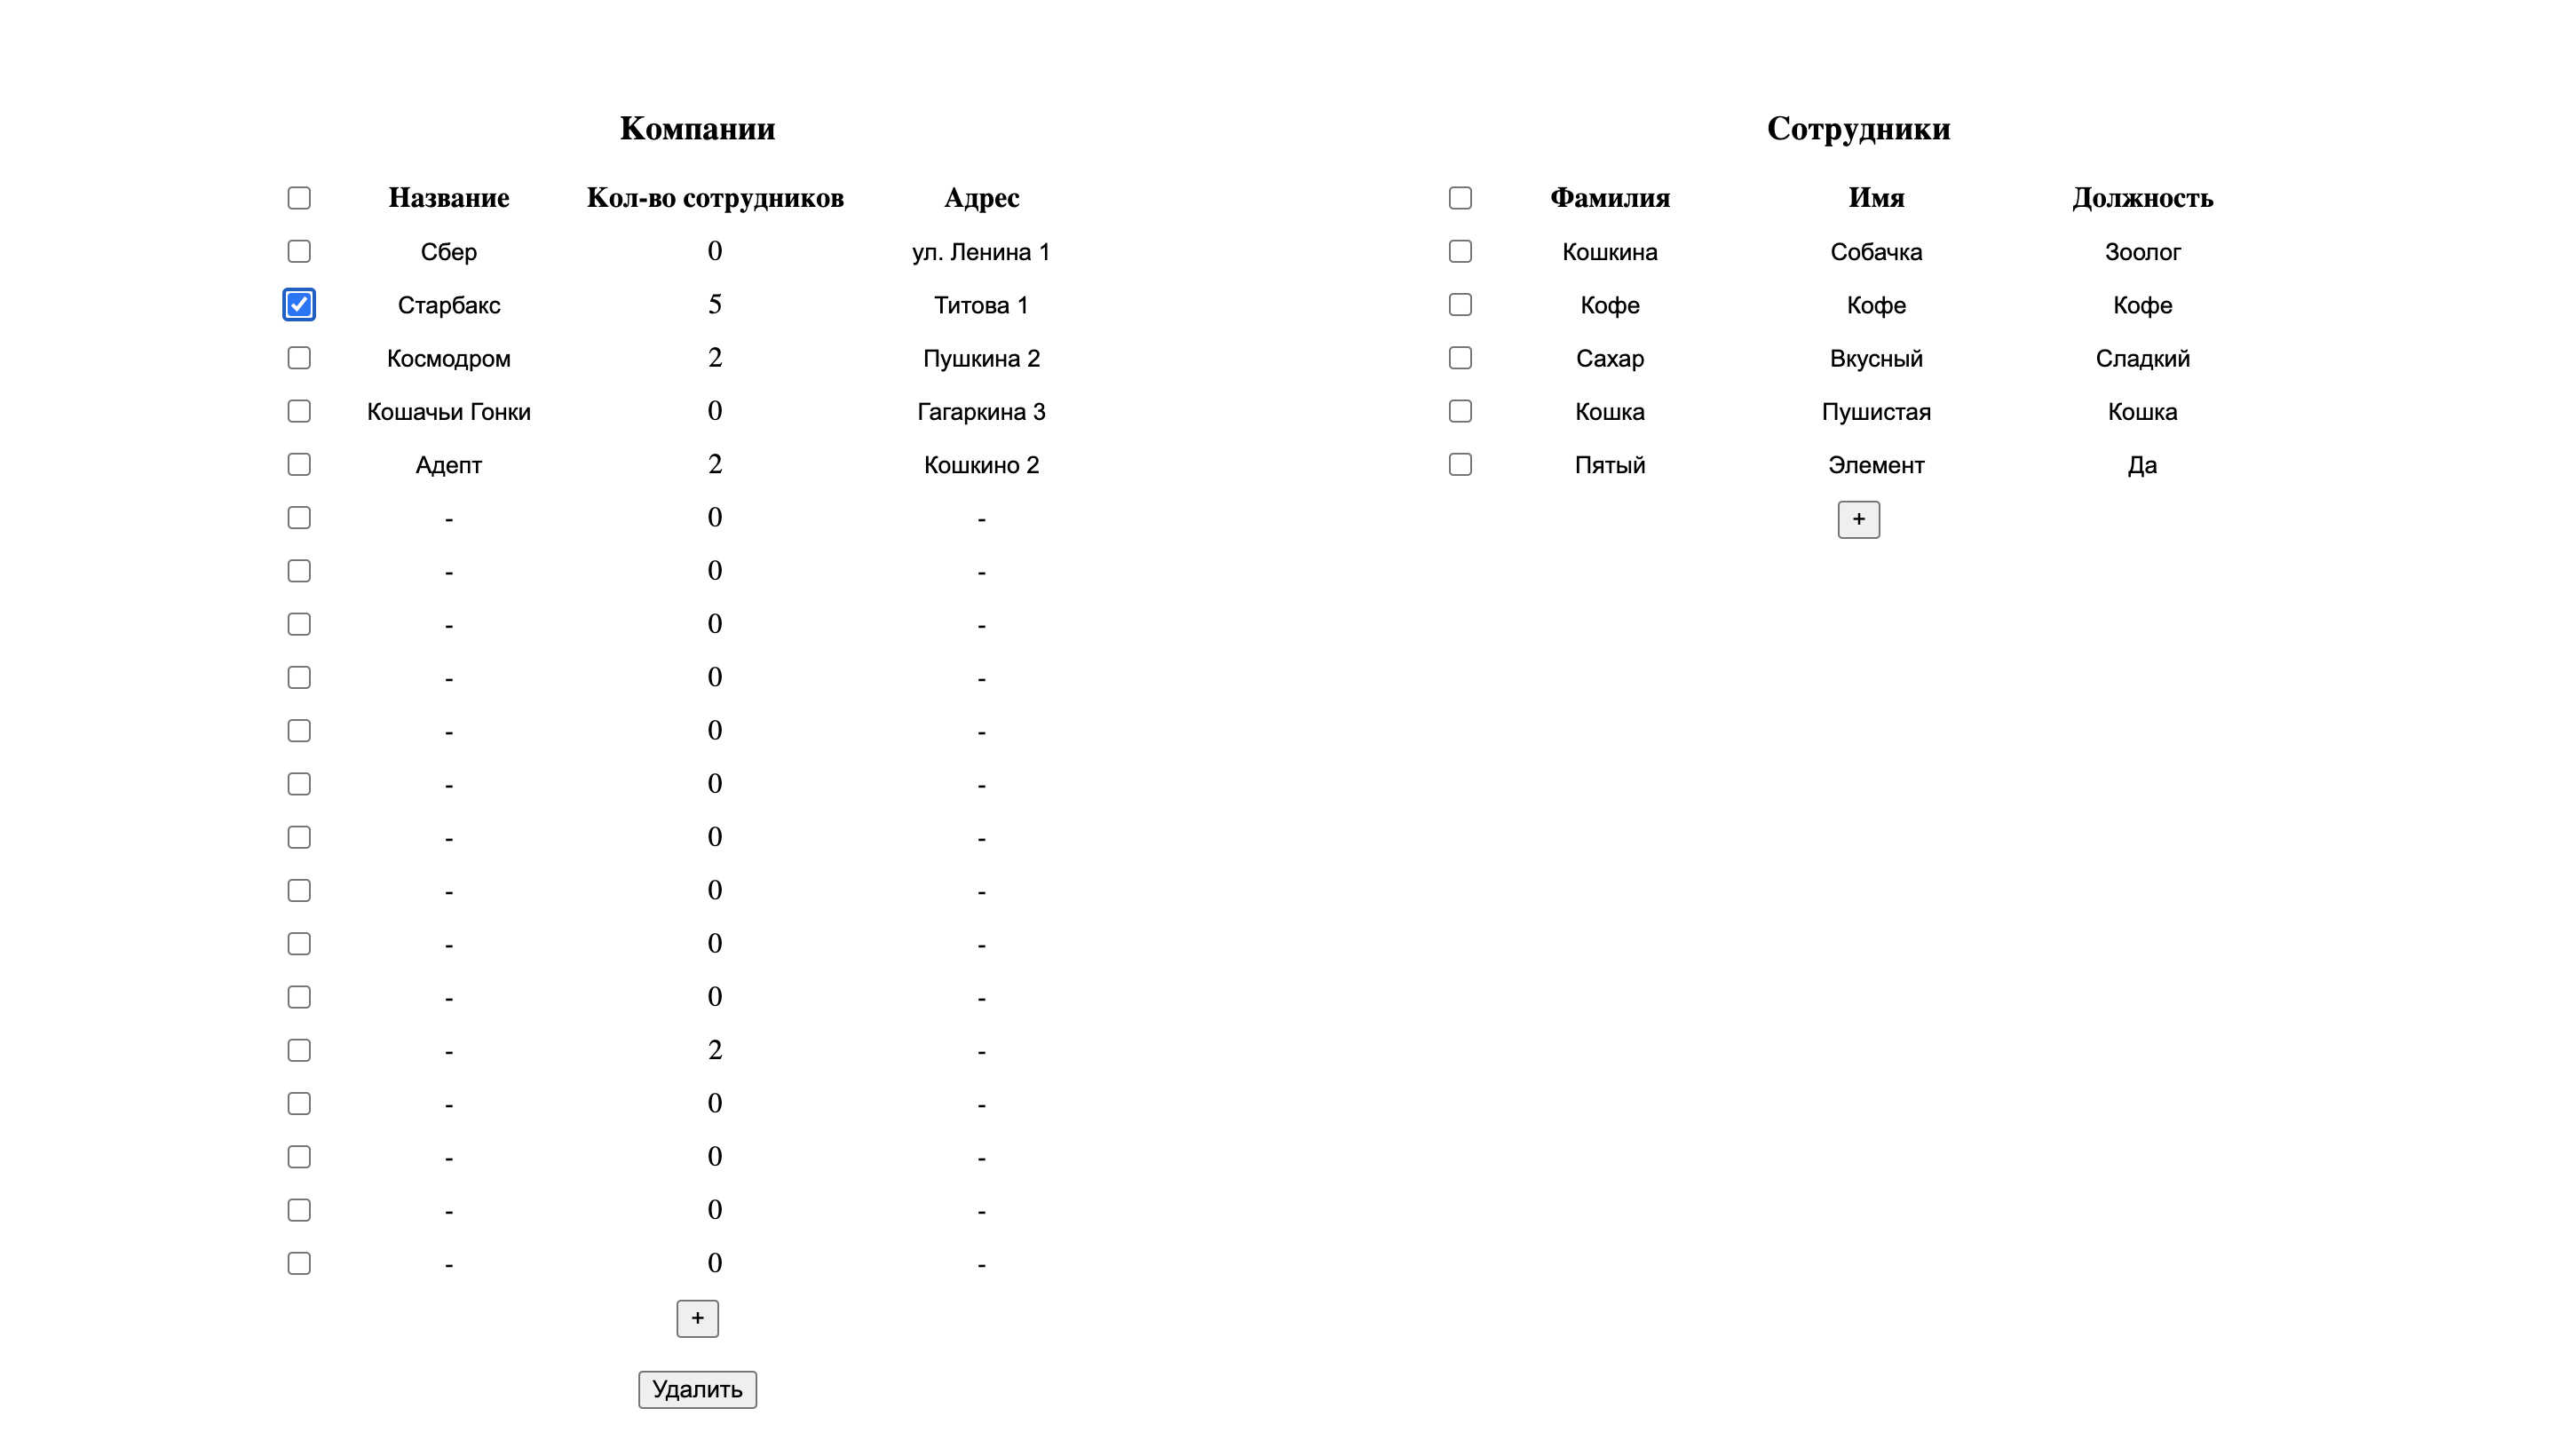 Компании
Название Кол-во сотрудников Адрес
Сбер 0 ул. Ленина 1
Старбакс 5 Титова 1
Космодром 2 Пушкина 2
Кошачьи Гонки 0 Гагаркина 3
Адепт 2 Кошкино 2
- 0 -
- 0 -
- 0 -
- 0 -
- 0 -
- 0 -
- 0 -
- 0 -
- 0 -
- 0 -
- 2 -
- 0 -
- 0 -
- 0 -
- 0 -
+
Удалить
Сотрудники
Фамилия Имя Должность
Кошкина Собачка Зоолог
Кофе Кофе Кофе
Сахар Вкусный Сладкий
Кошка Пушистая Кошка
Пятый Элемент Да
+